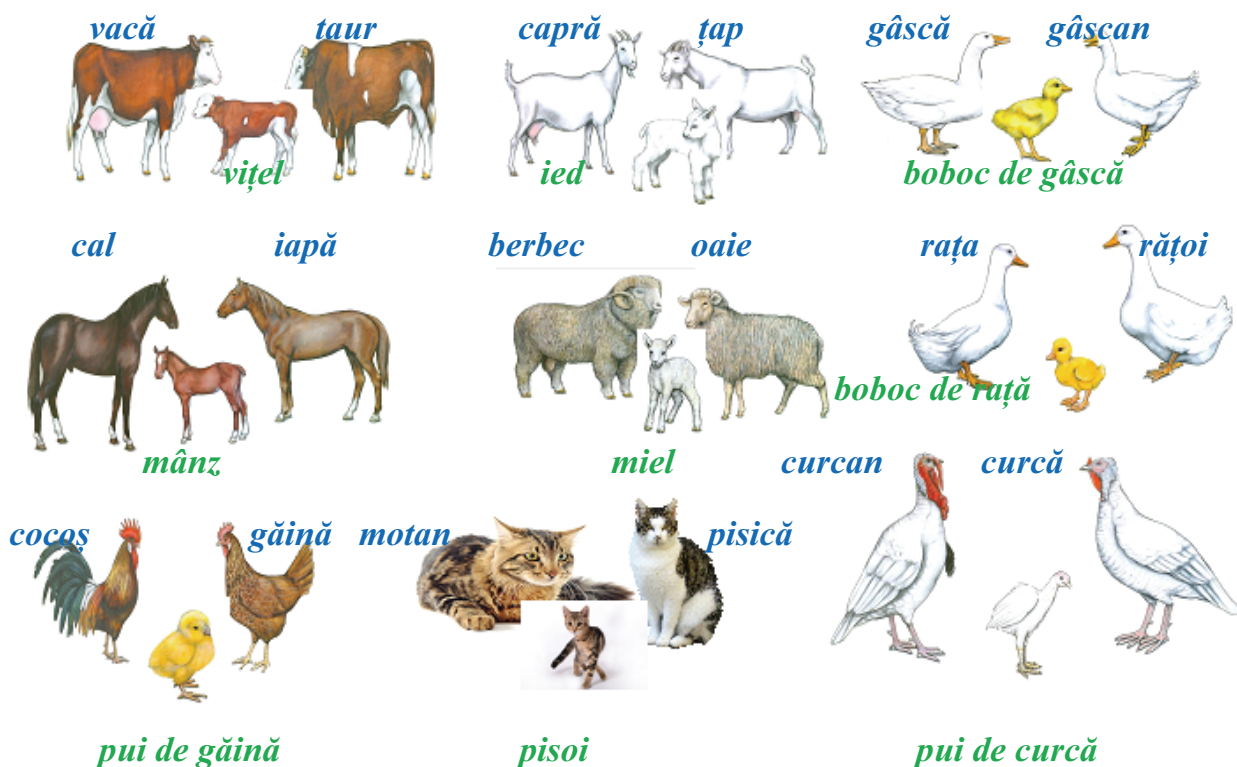 vacă taur capră țap gâscă gâscan
vițel ied boboc de gâscă
cal iapă berbec oaie rața rățoi
boboc de rață
mânz miel curcan curcă
cocoș găină motan pisică
pui de găină pisoi pui de curcă